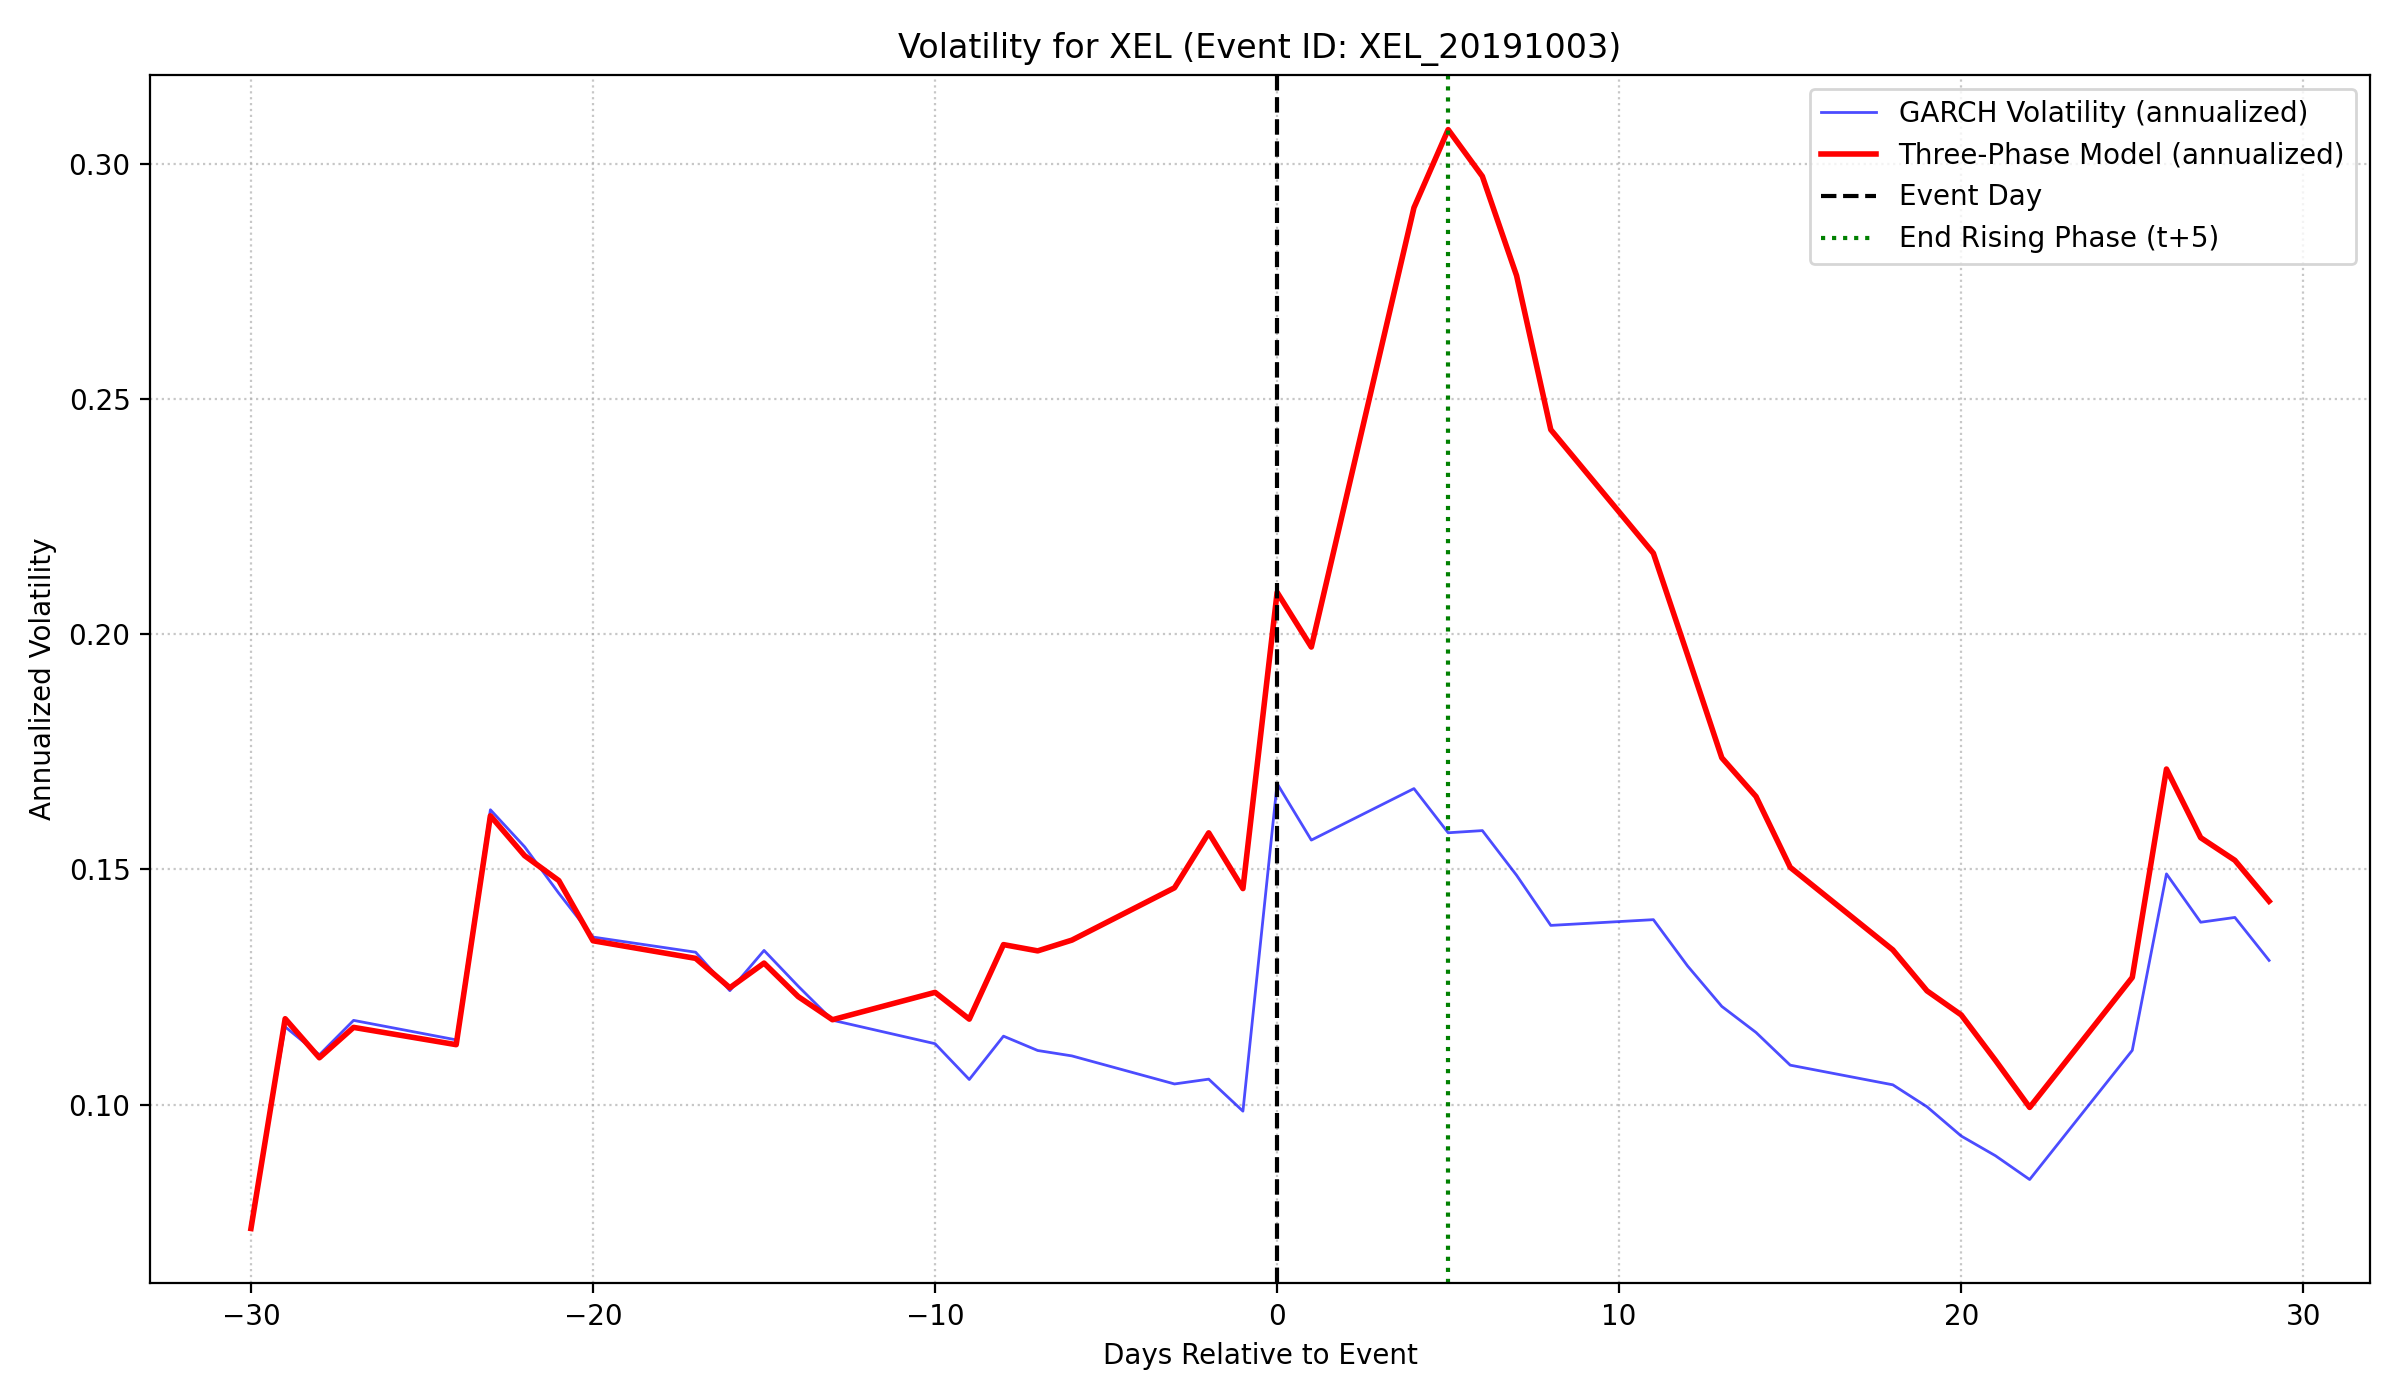 Volatility for XEL (Event ID: XEL_20191003)
GARCH Volatility (annualized)
Three-Phase Model (annualized)
Event Day
End Rising Phase (t+5)
Annualized Volatility
0.30
0.25
0.20
0.15
0.10
−30
−20
−10
0
10
20
30
Days Relative to Event